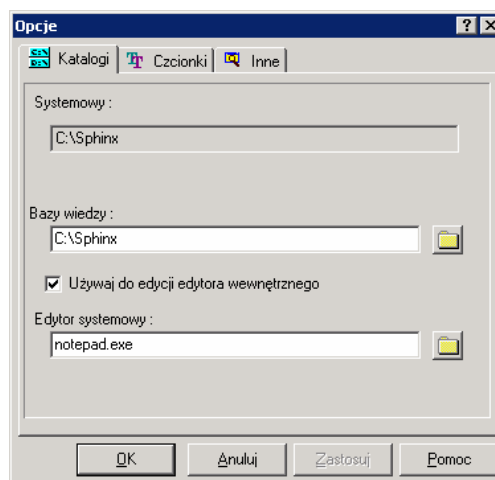 Opcje
Katalogi Czcionki Inne
Systemowy :
C:\Sphinx
Bazy wiedzy :
C:\Sphinx
Używaj do edycji edytora wewnętrznego
Edytor systemowy :
notepad.exe
OK Anuluj Zastosuj Pomoc